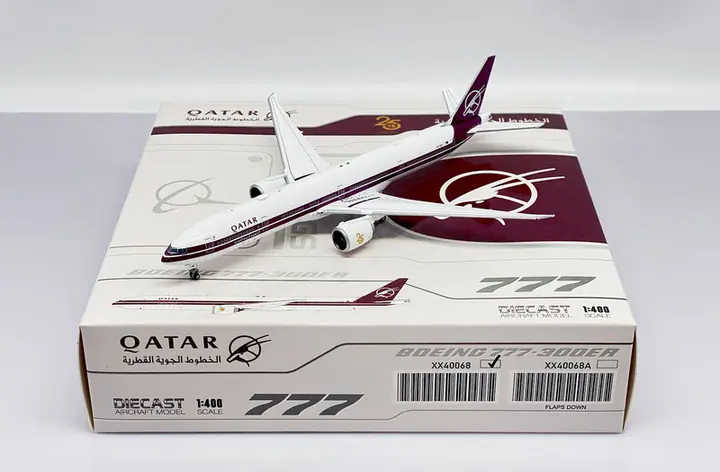 QATAR
الخطوط الجوية القطرية
25
QATAR
BOEING 777-300ER
777
DIECAST
AIRCRAFT MODEL
1:400
SCALE
QATAR
الخطوط الجوية القطرية
BOEING 777-300ER
XX40068
XX40068A
FLAPS DOWN
DIECAST
AIRCRAFT MODEL
1:400
SCALE
777